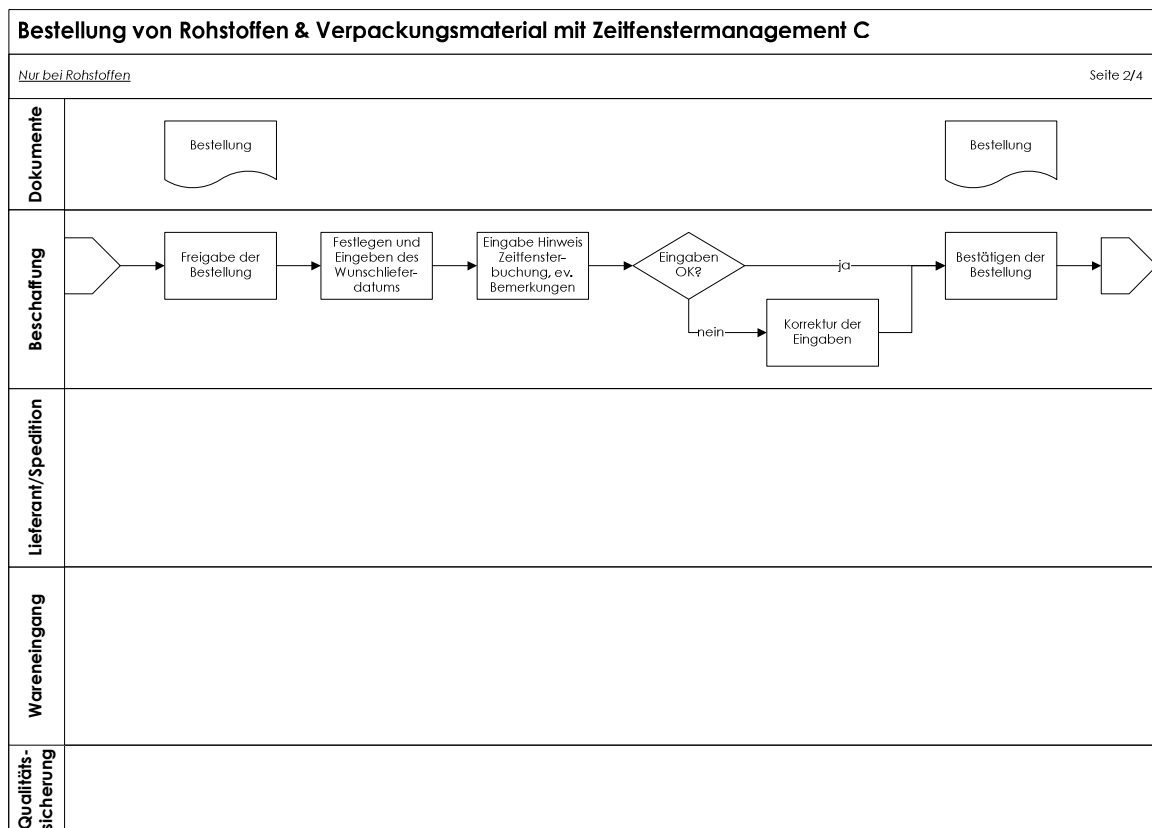 Bestellung von Rohstoffen & Verpackungsmaterial mit Zeitfenstermanagement C
Nur bei Rohstoffen
Seite 2/4
Dokumente
Bestellung
Bestellung
Beschaffung
Freigabe der
Bestellung
Festlegen und
Eingeben des
Wunschliefer-
datums
Eingabe Hinweis
Zeitfenster-
buchung, ev.
Bemerkungen
Eingaben
OK?
ja
nein
Korrektur der
Eingaben
Bestätigen der
Bestellung
Lieferant/Spedition
Wareneingang
Qualitäts-
sicherung